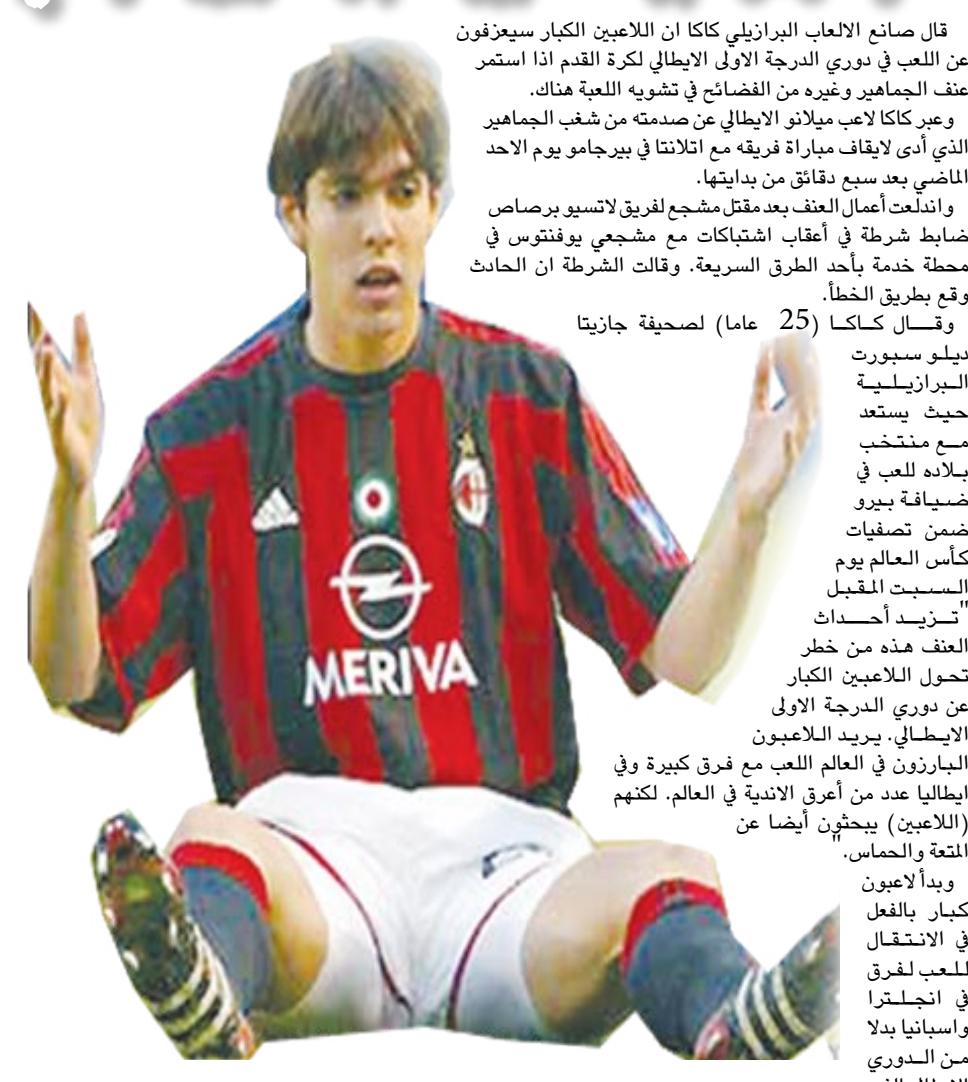 قال صانع الالعاب البرازيلي كاكا ان اللاعبين الكبار سيعزفون
عن اللعب في دوري الدرجة الاولى الايطالي لكرة القدم اذا استمر
عنف الجماهير وغيره من الفضائح في تشويه اللعبة هناك.
وعبر كاكا لاعب ميلانو الايطالي عن صدمته من شغب الجماهير
الذي أدى لايقاف مباراة فريقه مع اتلانتا في بيرجامو يوم الاحد
الماضي بعد سبع دقائق من بدايتها.
واندلعت أعمال العنف بعد مقتل مشجع لفريق لاتسيو برصاص
ضابط شرطة في أعقاب اشتباكات مع مشجعي يوفنتوس في
محطة خدمة بأحد الطرق السريعة. وقالت الشرطة ان الحادث
وقع بطريق الخطأ.
وقال كاكا (25 عاما) لصحيفة جازيتا
ديلو سبورت
البرازيلية
حيث يستعد
مع منتخب
بلاده للعب في
ضيافة بيرو
ضمن تصفيات
كأس العالم يوم
السبت المقبل
"تزيد أحداث
العنف هذه من خطر
تحول اللاعبين الكبار
عن دوري الدرجة الاولى
الايطالي. يريد اللاعبون
البارزون في العالم اللعب مع فرق كبيرة وفي
ايطاليا عدد من أعرق الاندية في العالم. لكنهم
(اللاعبين) يبحثون أيضا عن
المتعة والحماس."
وبدأ لاعبون
كبار بالفعل
في الانتقال
للعب لفرق
في انجلترا
واسبانيا بدلا
من الدوري
MERIVA